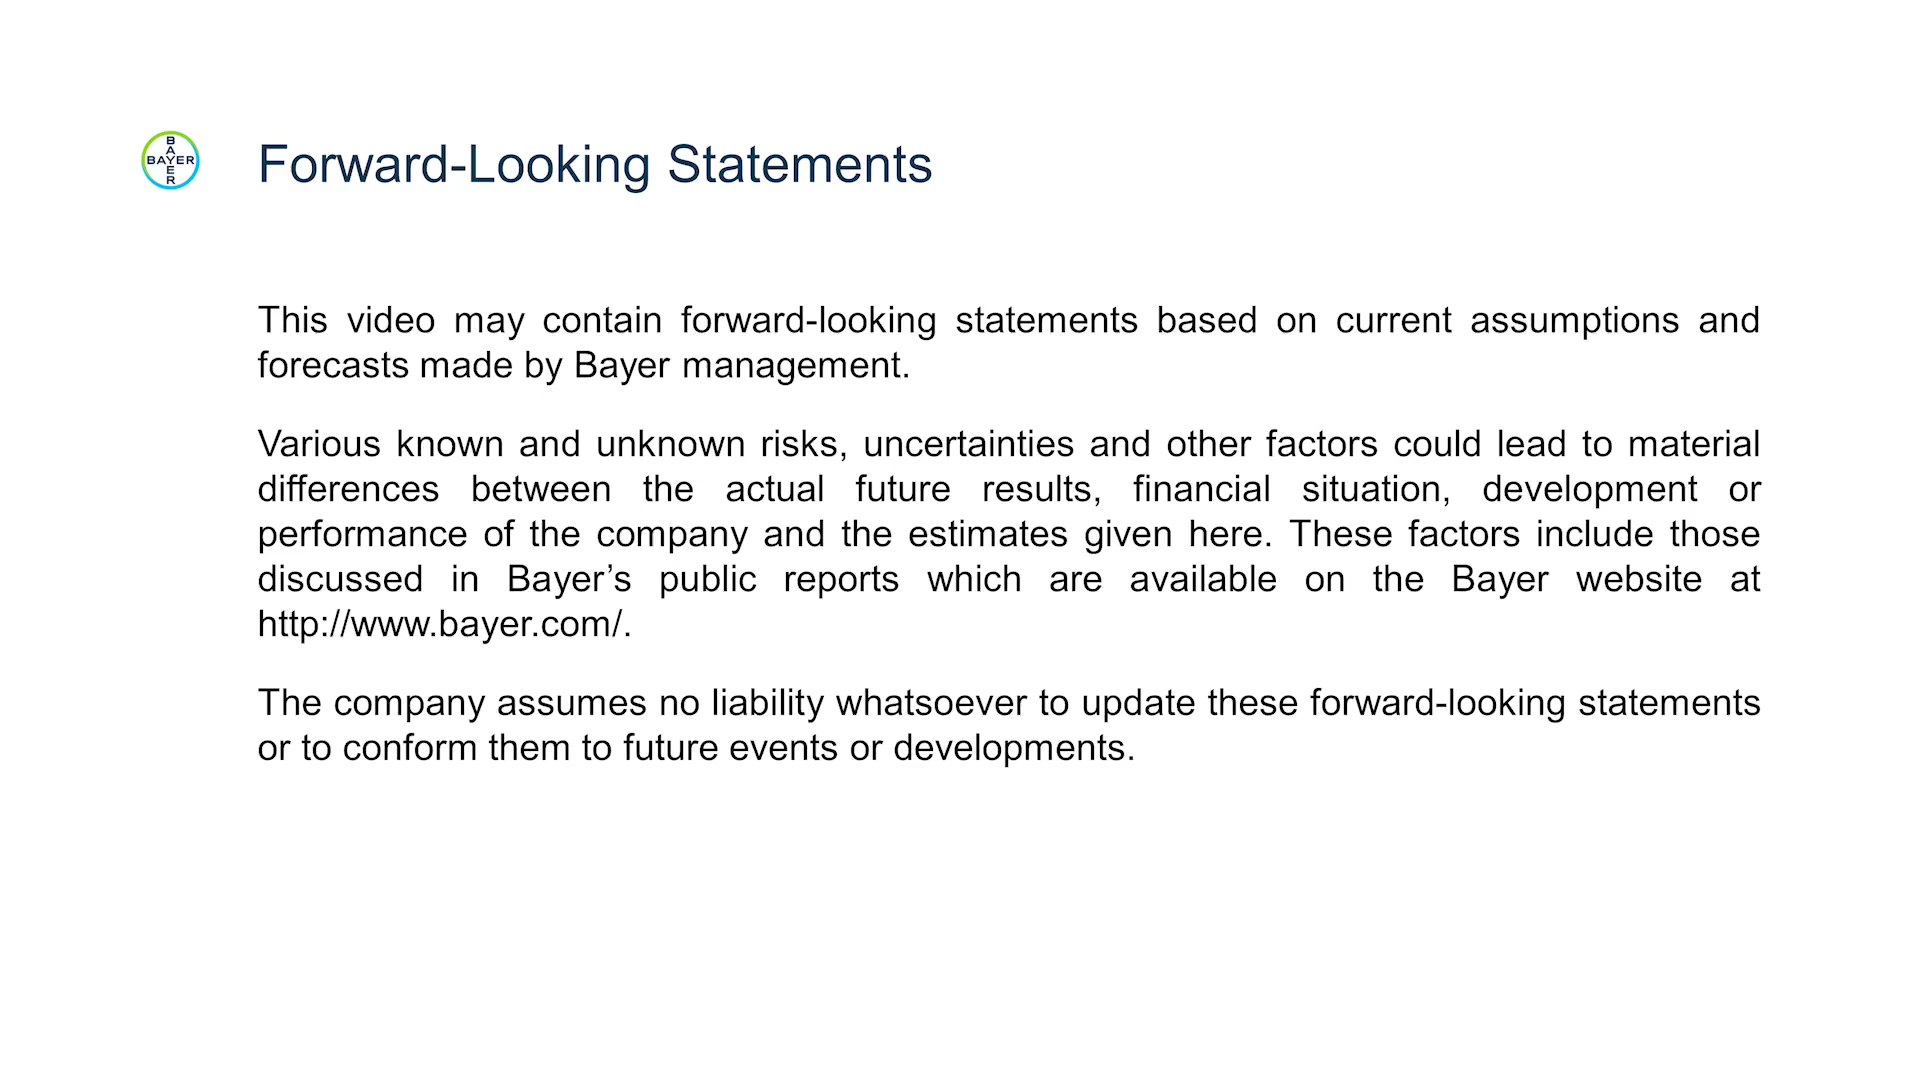 BAYER
BAYER
Forward-Looking Statements
This video may contain forward-looking statements based on current assumptions and
forecasts made by Bayer management.
Various known and unknown risks, uncertainties and other factors could lead to material
differences between the actual future results, financial situation, development or
performance of the company and the estimates given here. These factors include those
discussed in Bayer’s public reports which are available on the Bayer website at
http://www.bayer.com/.
The company assumes no liability whatsoever to update these forward-looking statements
or to conform them to future events or developments.